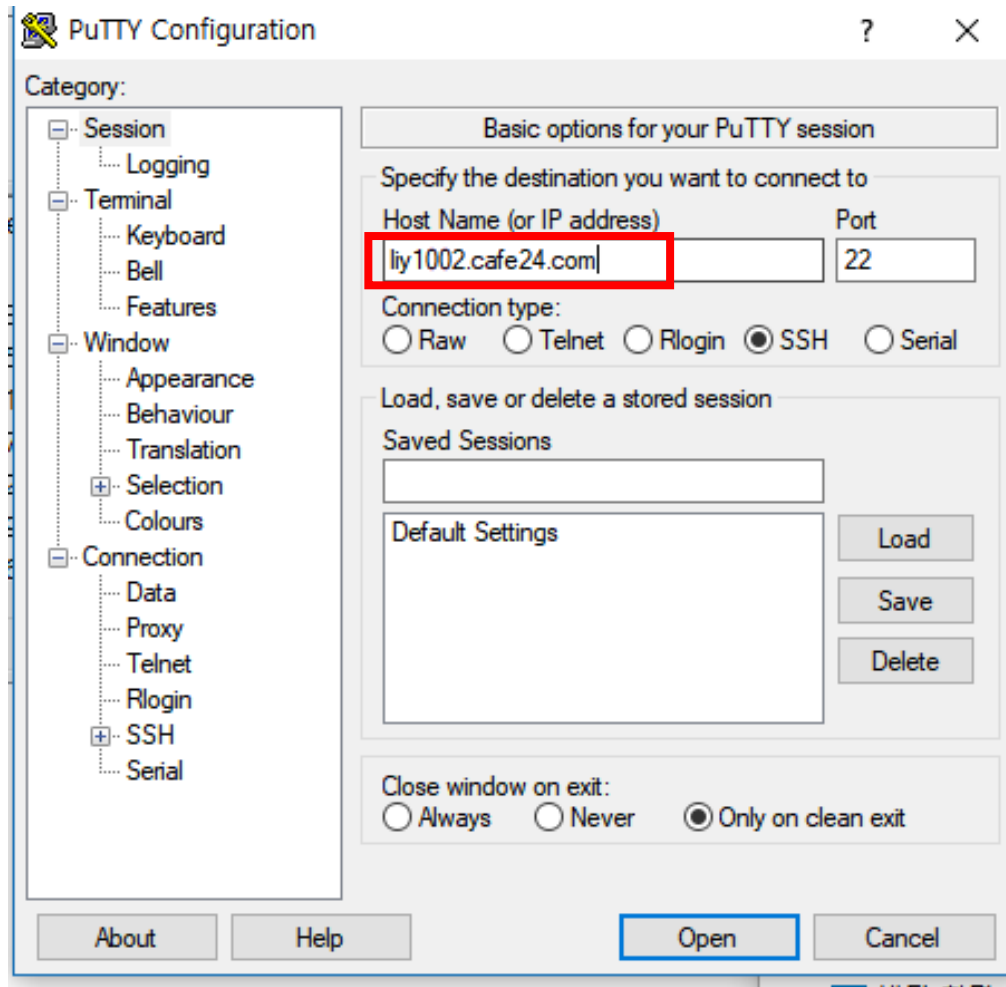 PuTTY Configuration
?
Category:
Session
Logging
Terminal
Keyboard
Bell
Features
Window
Appearance
Behaviour
Translation
Selection
Colours
Connection
Data
Proxy
Telnet
Rlogin
SSH
Serial
Basic options for your PuTTY session
Specify the destination you want to connect to
Host Name (or IP address) Port
liy1002.cafe24.com 22
Connection type:
Raw Telnet Rlogin SSH Serial
Load, save or delete a stored session
Saved Sessions
Default Settings
Load
Save
Delete
Close window on exit:
Always Never Only on clean exit
About Help Open Cancel